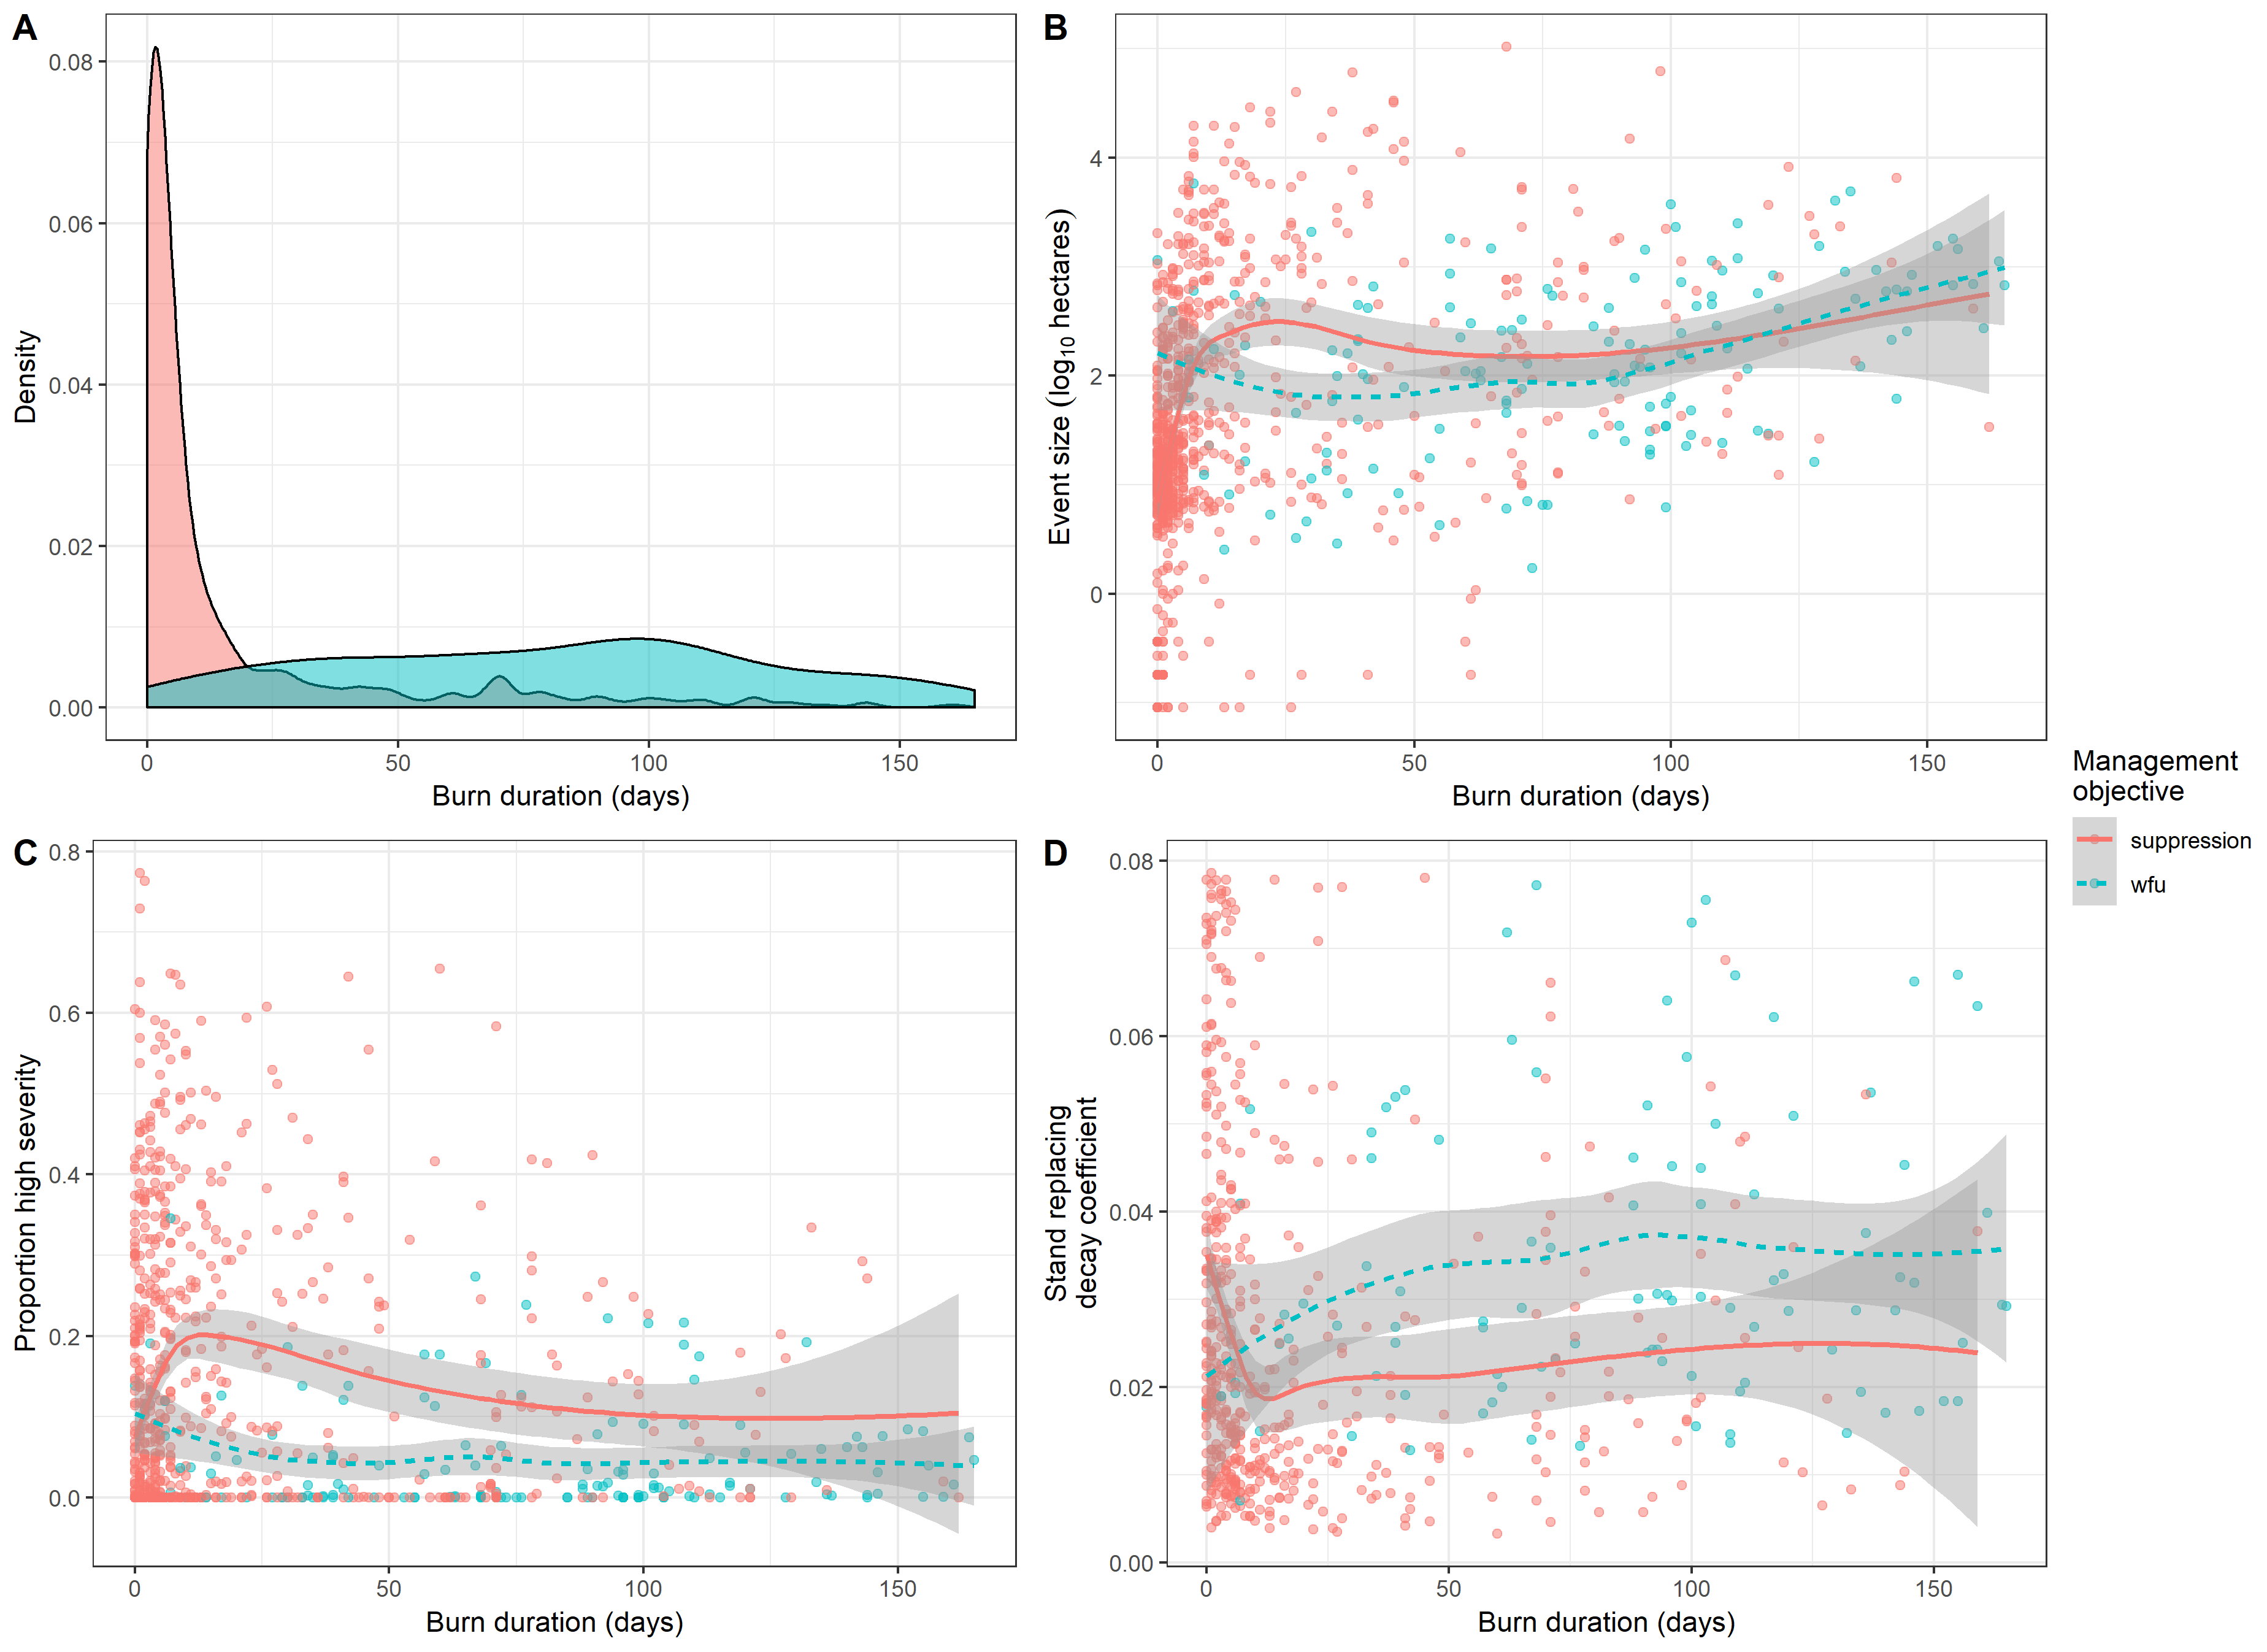 A
0.08
0.06
0.04
0.02
0.00
Density
0 50 100 150
Burn duration (days)
B
4
2
0
Event size (log10 hectares)
0 50 100 150
Burn duration (days)
C
0.8
0.6
0.4
0.2
0.0
Proportion high severity
0 50 100 150
Burn duration (days)
D
0.08
0.06
0.04
0.02
0.00
Stand replacing
decay coefficient
0 50 100 150
Burn duration (days)
Management
objective
suppression
wfu